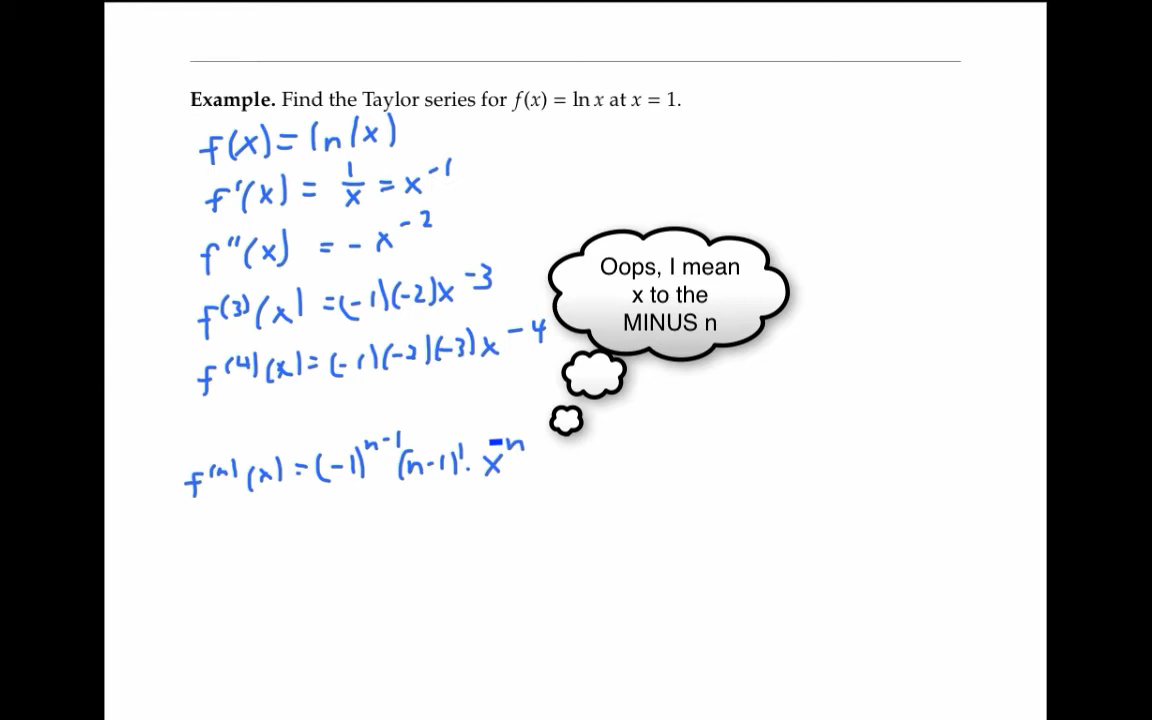 Example. Find the Taylor series for f(x) = ln x at x = 1.
f(x) = ln(x)
f'(x) = 1/x = x^-1
f''(x) = -x^-2
f^(3)(x) = (-1)(-2)x^-3
f^(4)(x) = (-1)(-2)(-3)x^-4
Oops, I mean
x to the
MINUS n
f^(n)(x) = (-1)^n-1 (n-1)! · x^-n